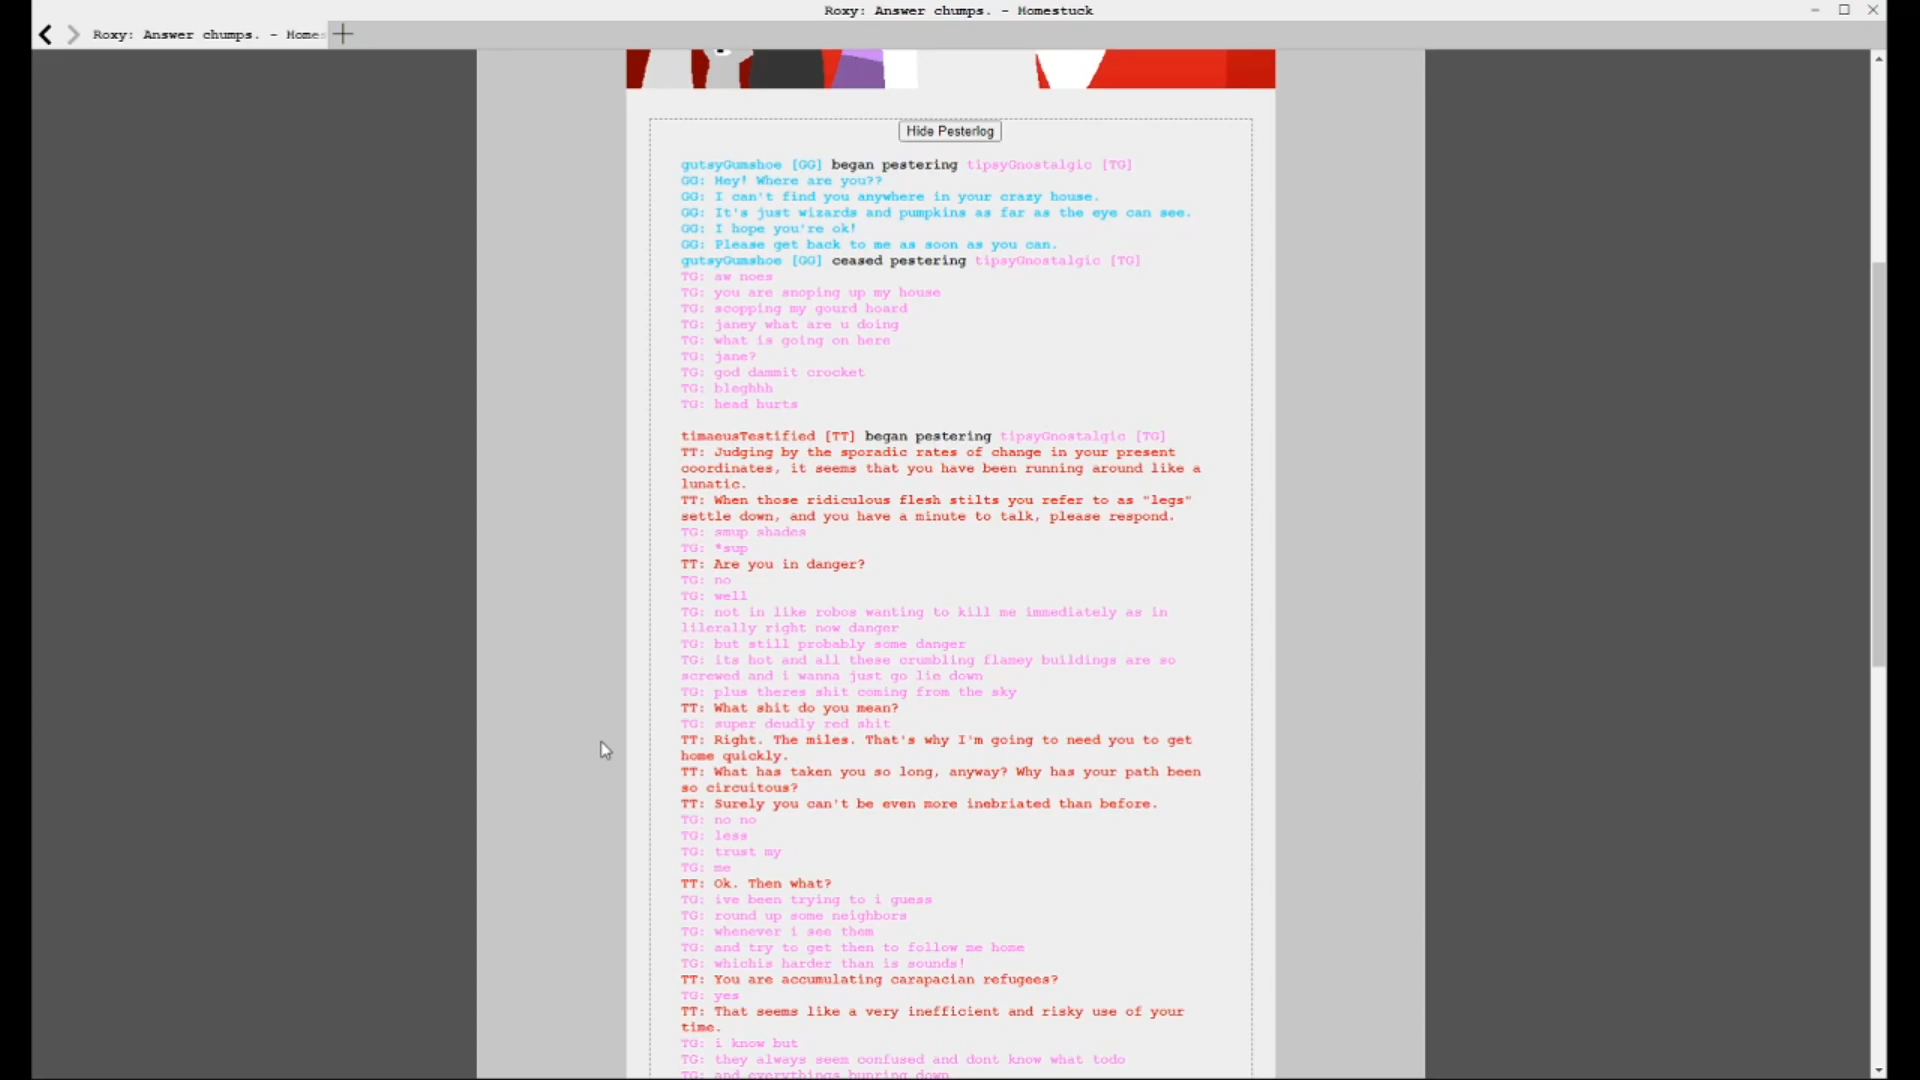 Roxy: Answer chumps. - Homestuck
Roxy: Answer chumps. - Homes
Hide Pesterlog
gutsyGumshoe [GG] began pestering tipsyGnostalgic [TG]
GG: Hey! Where are you??
GG: I can't find you anywhere in your crazy house.
GG: It's just wizards and pumpkins as far as the eye can see.
GG: I hope you're ok!
GG: Please get back to me as soon as you can.
gutsyGumshoe [GG] ceased pestering tipsyGnostalgic [TG]
TG: aw noes
TG: you are snoping up my house
TG: scopping my gourd hoard
TG: janey what are u doing
TG: what is going on here
TG: jane?
TG: god dammit crocket
TG: bleghhh
TG: head hurts
timaeusTestified [TT] began pestering tipsyGnostalgic [TG]
TT: Judging by the sporadic rates of change in your present
coordinates, it seems that you have been running around like a
lunatic.
TT: When those ridiculous flesh stilts you refer to as "legs"
settle down, and you have a minute to talk, please respond.
TG: smup shades
TG: *sup
TT: Are you in danger?
TG: no
TG: well
TG: not in like robos wanting to kill me immediately as in
lilerally right now danger
TG: but still probably some danger
TG: its hot and all these crumbling flamey buildings are so
screwed and i wanna just go lie down
TG: plus theres shit coming from the sky
TT: What shit do you mean?
TG: super deudly red shit
TT: Right. The miles. That's why I'm going to need you to get
home quickly.
TT: What has taken you so long, anyway? Why has your path been
so circuitous?
TT: Surely you can't be even more inebriated than before.
TG: no no
TG: less
TG: trust my
TG: me
TT: Ok. Then what?
TG: ive been trying to i guess
TG: round up some neighbors
TG: whenever i see them
TG: and try to get then to follow me home
TG: whichis harder than is sounds!
TT: You are accumulating carapacian refugees?
TG: yes
TT: That seems like a very inefficient and risky use of your
time.
TG: i know but
TG: they always seem confused and dont know what todo
TG: and everythings bunring down